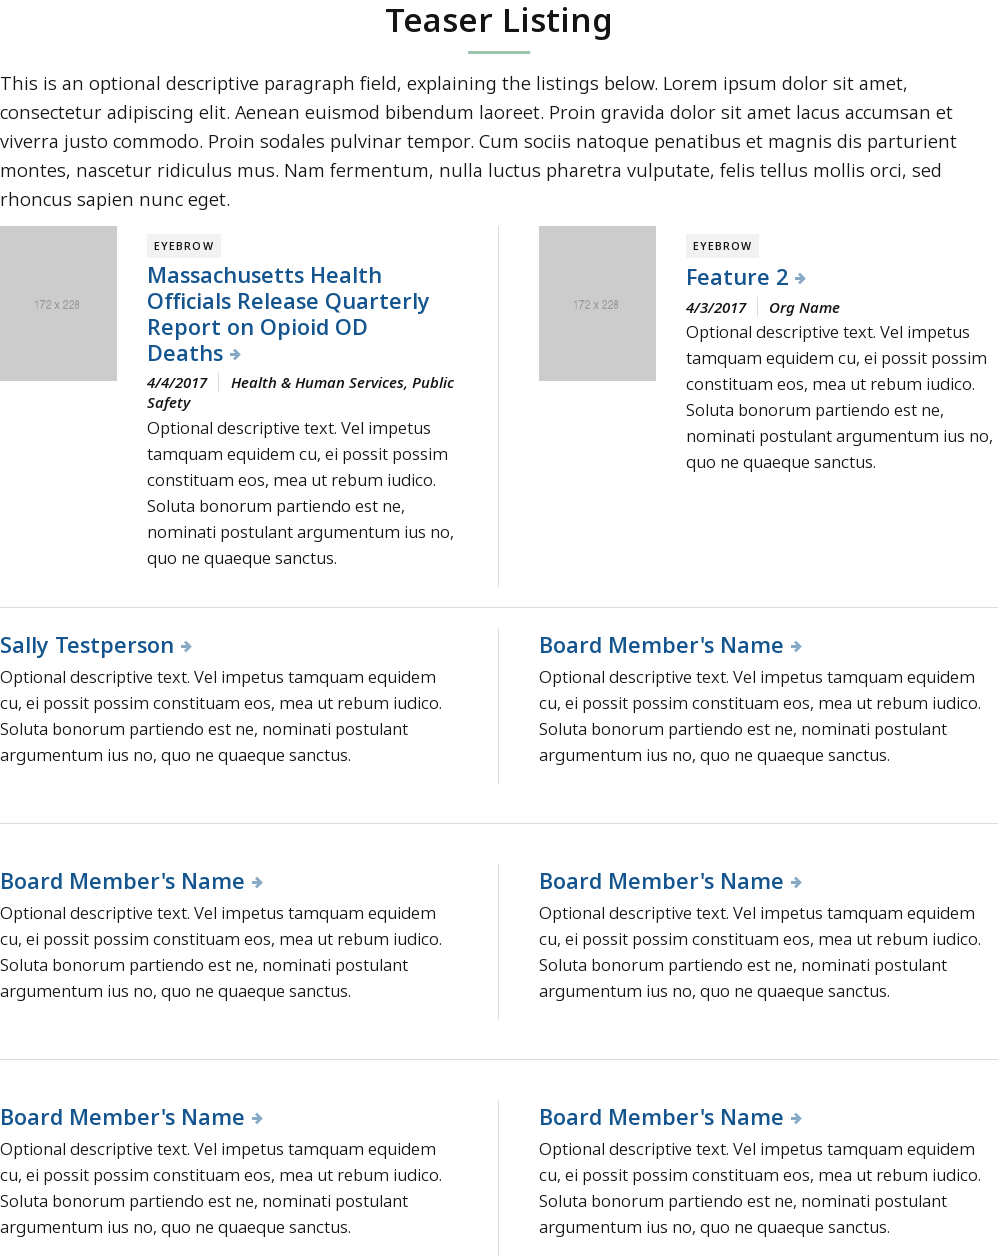 Teaser Listing
This is an optional descriptive paragraph field, explaining the listings below. Lorem ipsum dolor sit amet,
consectetur adipiscing elit. Aenean euismod bibendum laoreet. Proin gravida dolor sit amet lacus accumsan et
viverra justo commodo. Proin sodales pulvinar tempor. Cum sociis natoque penatibus et magnis dis parturient
montes, nascetur ridiculus mus. Nam fermentum, nulla luctus pharetra vulputate, felis tellus mollis orci, sed
rhoncus sapien nunc eget.
172 x 228
EYEBROW
Massachusetts Health
Officials Release Quarterly
Report on Opioid OD
Deaths
4/4/2017 Health & Human Services, Public
Safety
Optional descriptive text. Vel impetus
tamquam equidem cu, ei possit possim
constituam eos, mea ut rebum iudico.
Soluta bonorum partiendo est ne,
nominati postulant argumentum ius no,
quo ne quaeque sanctus.
172 x 228
EYEBROW
Feature 2
4/3/2017 Org Name
Optional descriptive text. Vel impetus
tamquam equidem cu, ei possit possim
constituam eos, mea ut rebum iudico.
Soluta bonorum partiendo est ne,
nominati postulant argumentum ius no,
quo ne quaeque sanctus.
Sally Testperson
Optional descriptive text. Vel impetus tamquam equidem
cu, ei possit possim constituam eos, mea ut rebum iudico.
Soluta bonorum partiendo est ne, nominati postulant
argumentum ius no, quo ne quaeque sanctus.
Board Member's Name
Optional descriptive text. Vel impetus tamquam equidem
cu, ei possit possim constituam eos, mea ut rebum iudico.
Soluta bonorum partiendo est ne, nominati postulant
argumentum ius no, quo ne quaeque sanctus.
Board Member's Name
Optional descriptive text. Vel impetus tamquam equidem
cu, ei possit possim constituam eos, mea ut rebum iudico.
Soluta bonorum partiendo est ne, nominati postulant
argumentum ius no, quo ne quaeque sanctus.
Board Member's Name
Optional descriptive text. Vel impetus tamquam equidem
cu, ei possit possim constituam eos, mea ut rebum iudico.
Soluta bonorum partiendo est ne, nominati postulant
argumentum ius no, quo ne quaeque sanctus.
Board Member's Name
Optional descriptive text. Vel impetus tamquam equidem
cu, ei possit possim constituam eos, mea ut rebum iudico.
Soluta bonorum partiendo est ne, nominati postulant
argumentum ius no, quo ne quaeque sanctus.
Board Member's Name
Optional descriptive text. Vel impetus tamquam equidem
cu, ei possit possim constituam eos, mea ut rebum iudico.
Soluta bonorum partiendo est ne, nominati postulant
argumentum ius no, quo ne quaeque sanctus.